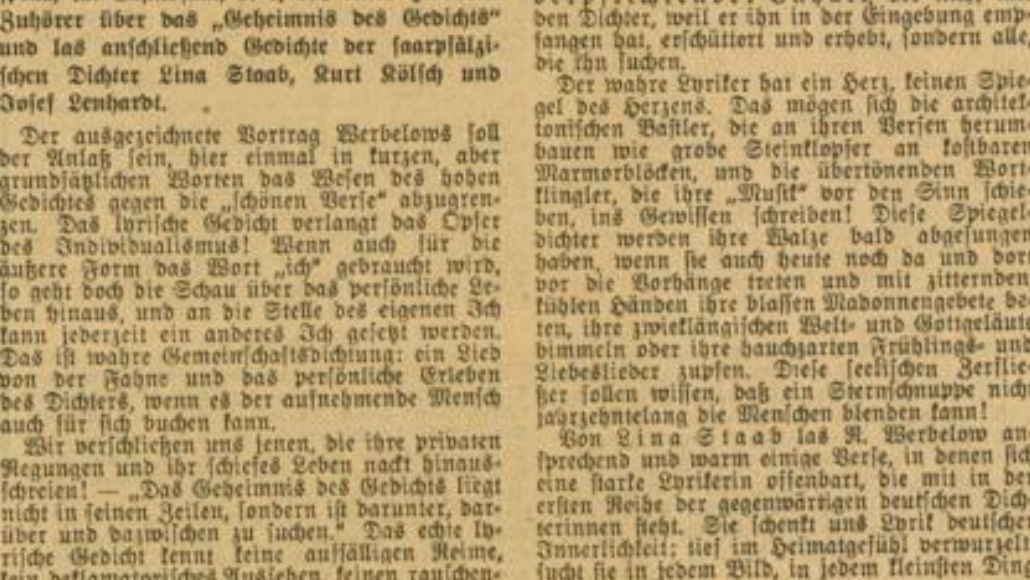 Zuhörer über das „Geheimnis des Gedichts“
und las anschließend Gedichte der saarpfälzi-
schen Dichter Lina Staab, Kurt Kölsch und
Josef Lenhardt.
Der ausgezeichnete Vortrag Werbelows soll
der Anlaß sein, hier einmal in kurzen, aber
grundsätzlichen Worten das Wesen des hohen
Gedichtes gegen die „schönen Verse“ abzugren-
zen. Das lyrische Gedicht verlangt das Opfer
des Individualismus! Wenn auch für die
äußere Form das Wort „ich“ gebraucht wird,
so geht doch die Schau über das persönliche Le-
ben hinaus, und an die Stelle des eigenen Ich
kann jederzeit ein anderes Ich gesetzt werden.
Das ist wahre Gemeinschaftsdichtung: ein Lied
von der Fahne und das persönliche Erleben
des Dichters, wenn es der aufnehmende Mensch
auch für sich buchen kann.
Wir verschließen uns jenen, die ihre privaten
Regungen und ihr schiefes Leben nackt hinaus-
schreien! — „Das Geheimnis des Gedichts liegt
nicht in seinen Zeilen, sondern ist darunter, dar-
über und dazwischen zu suchen.“ Das echte ly-
rische Gedicht kennt keine auffälligen Reime,
kein deklamatorisches Aussehen, keinen rauschen-
den Dichter, weil er ihn in der Eingebung emp-
fangen hat, erschüttert und erhebt, sondern alle,
die ihn suchen.
Der wahre Lyriker hat ein Herz, keinen Spie-
gel des Herzens. Das mögen sich die architek-
tonischen Bastler, die an ihren Versen herum-
bauen wie grobe Steinklopfer an kostbaren
Marmorblöcken, und die übertönenden Wort-
klingler, die ihre „Musik“ vor den Sinn schie-
ben, ins Gewissen schreiben! Diese Spiegel-
dichter werden ihre Walze bald abgesungen
haben, wenn sie auch heute noch da und dort
vor die Vorhänge treten und mit zitternden
kühlen Händen ihre blassen Madonnengebete be-
ten, ihre zwieklängischen Welt- und Gottgeläute
bimmeln oder ihre hauchzarten Frühlings- und
Liebeslieder zupfen. Diese seelischen Zerflie-
ßer sollen wissen, daß ein Sternschnuppe nicht
jahrzehntelang die Menschen blenden kann!
Von Lina Staab las R. Werbelow an-
sprechend und warm einige Verse, in denen sich
eine starke Lyrikerin offenbart, die mit in der
ersten Reihe der gegenwärtigen deutschen Dich-
terinnen steht. Sie schenkt uns Lyrik deutscher
Innerlichkeit: tief im Heimatgefühl verwurzelt
sucht sie in jedem Bild, in jedem kleinsten Din-